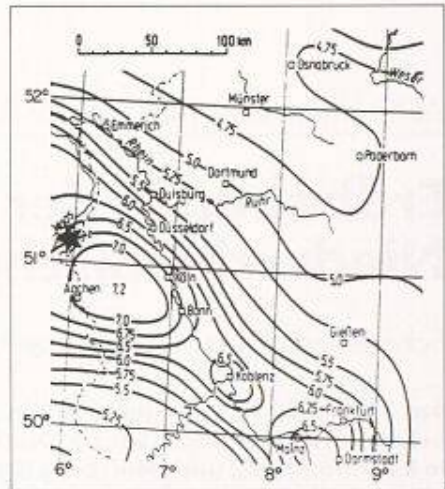 0 50 100 km
4.75
Osnabrück
Weser
52°
Münster
4.75
Emmerich
Rhein
5.0
5.25
Paderborn
Dortmund
5.5
Duisburg
Ruhr
6.0
6.5
Düsseldorf
7.0
51°
5.0
Köln
Aachen
7.2
Bonn
7.0
Gießen
6.75
6.5
6.5
5.5
6.0
Koblenz
5.75
5.75
6.0
5.5
6.25
Frankfurt
50°
6.5
5.25
Mainz
Darmstadt
6° 7° 8° 9°